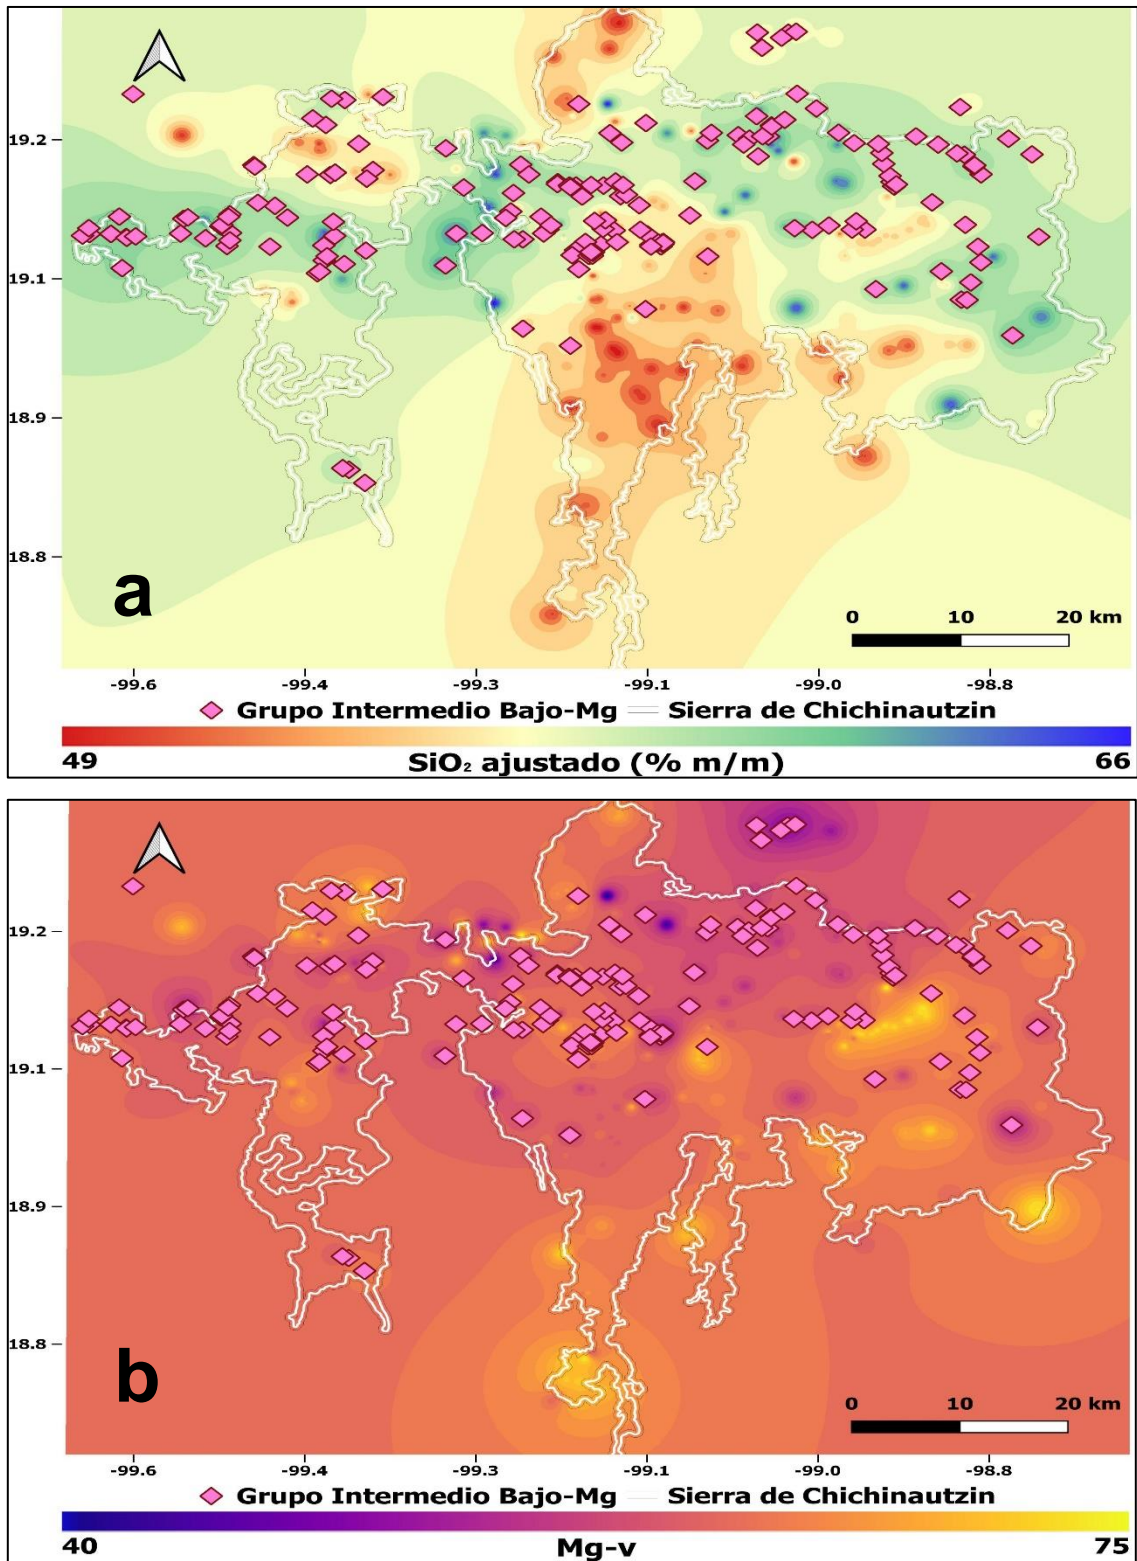 19.2
19.1
18.9
18.8
a
0 10 20 km
-99.6 -99.4 -99.3 -99.1 -99.0 -98.8
Grupo Intermedio Bajo-Mg Sierra de Chichinautzin
49 SiO₂ ajustado (% m/m) 66
19.2
19.1
18.9
18.8
b
0 10 20 km
-99.6 -99.4 -99.3 -99.1 -99.0 -98.8
Grupo Intermedio Bajo-Mg Sierra de Chichinautzin
40 Mg-v 75